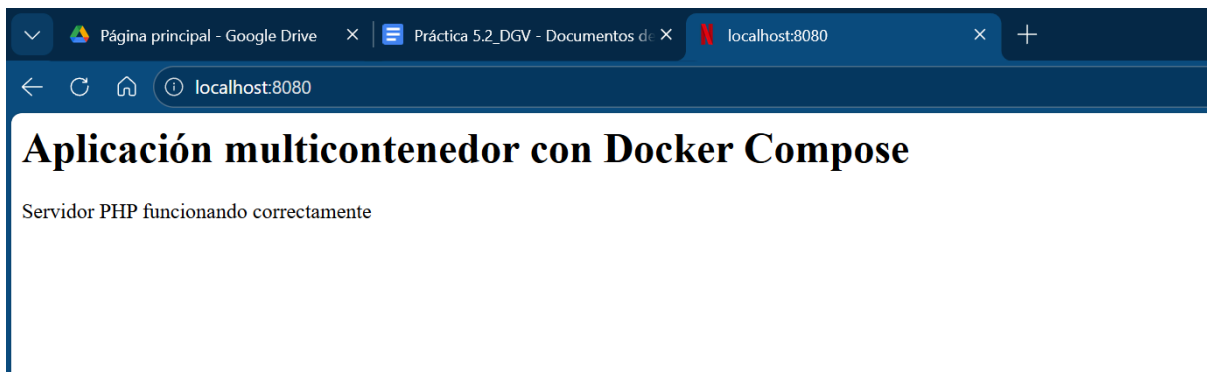 Página principal - Google Drive
Práctica 5.2_DGV - Documentos de
localhost:8080
localhost:8080
Aplicación multicontenedor con Docker Compose
Servidor PHP funcionando correctamente